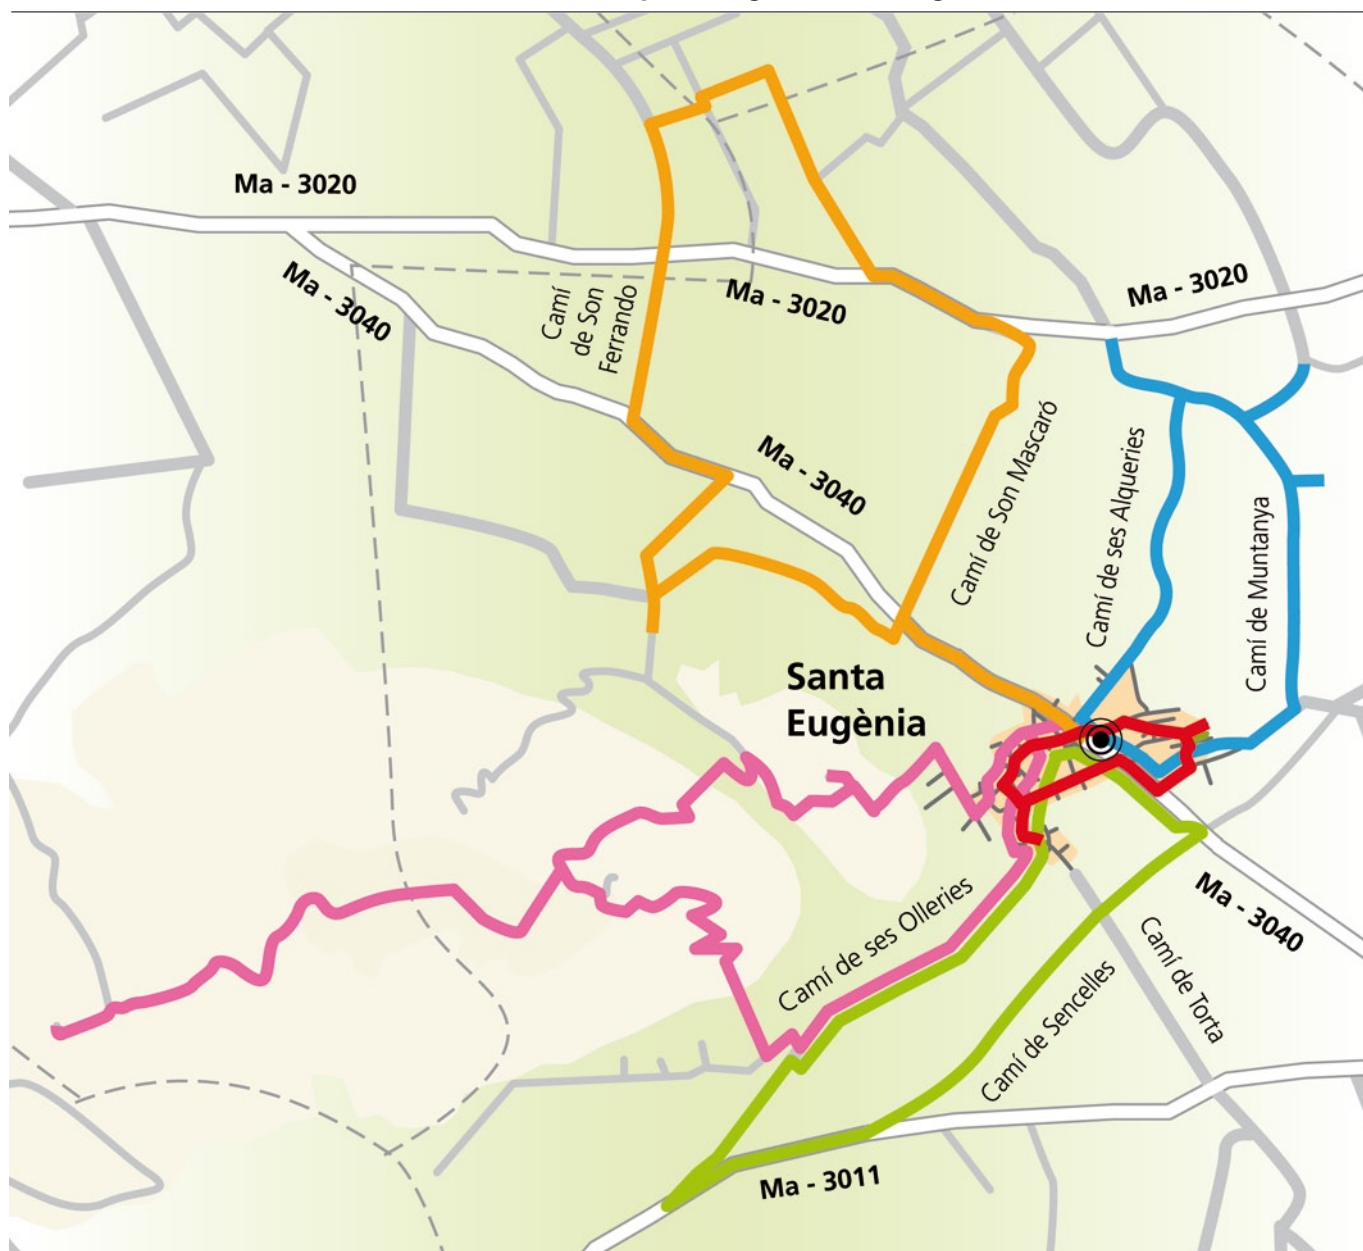 Ma - 3020
Ma - 3040
Camí
de Son
Ferrando
Ma - 3020
Ma - 3020
Ma - 3040
Camí de Son Mascaró
Camí de ses Alqueries
Camí de Muntanya
Santa
Eugènia
Camí de ses Olleries
Ma - 3040
Camí de Torta
Camí de Sencelles
Ma - 3011